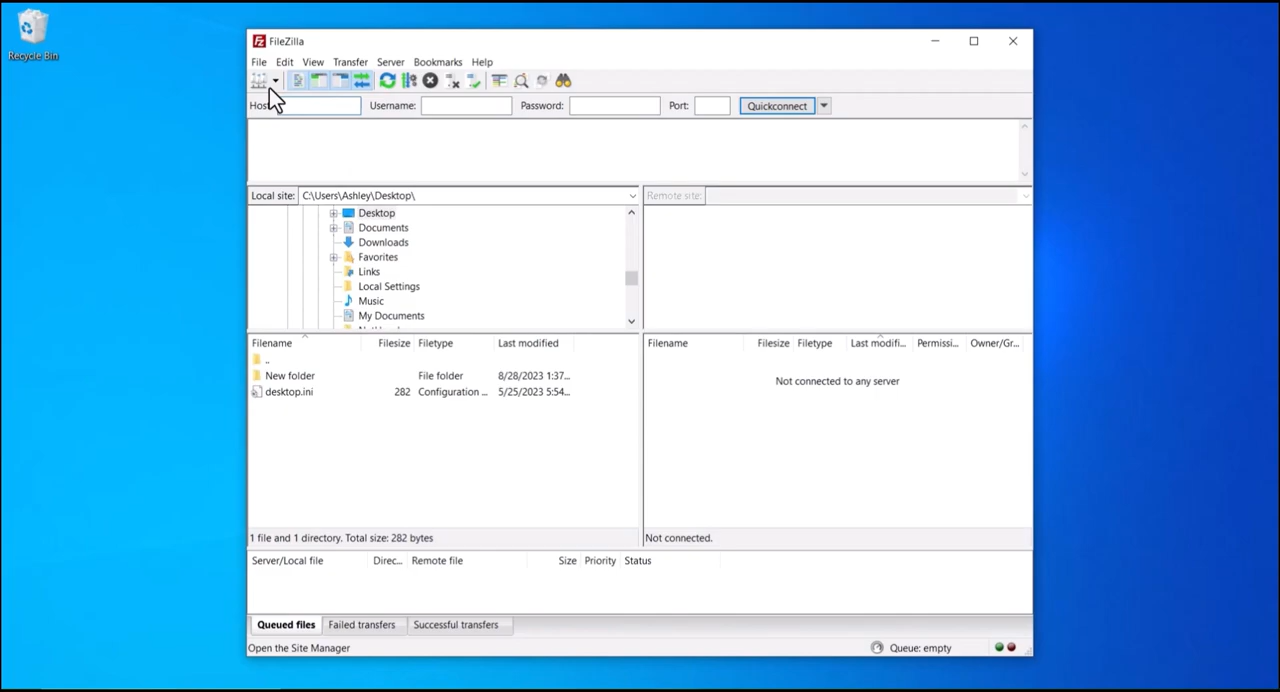 Recycle Bin
FileZilla
File Edit View Transfer Server Bookmarks Help
Host Username: Password: Port: Quickconnect
Local site: C:\Users\Ashley\Desktop\ Remote site:
Desktop
Documents
Downloads
Favorites
Links
Local Settings
Music
My Documents
Filename Filesize Filetype Last modified Filename Filesize Filetype Last modifi... Permissi... Owner/Gr...
..
New folder File folder 8/28/2023 1:37...
desktop.ini 282 Configuration ... 5/25/2023 5:54...
Not connected to any server
1 file and 1 directory. Total size: 282 bytes Not connected.
Server/Local file Direc... Remote file Size Priority Status
Queued files Failed transfers Successful transfers
Open the Site Manager Queue: empty